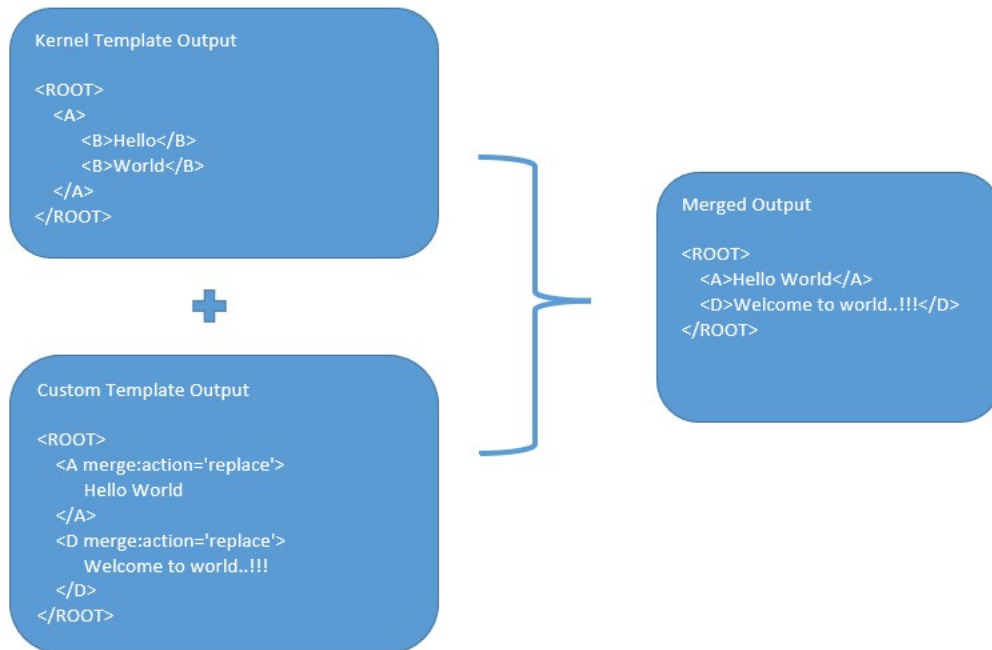 Kernel Template Output
<ROOT>
<A>
<B>Hello</B>
<B>World</B>
</A>
</ROOT>
Custom Template Output
<ROOT>
<A merge:action='replace'>
Hello World
</A>
<D merge:action='replace'>
Welcome to world..!!!
</D>
</ROOT>
Merged Output
<ROOT>
<A>Hello World</A>
<D>Welcome to world..!!!</D>
</ROOT>